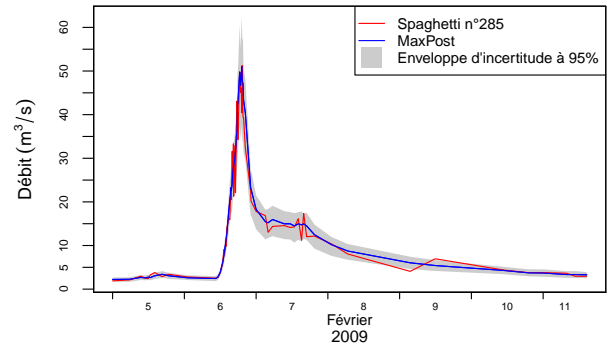 Spaghetti n°285
MaxPost
Enveloppe d'incertitude à 95%
Débit (m³/s)
60
50
40
30
20
10
5
0
5 6 7 8 9 10 11
Février
2009